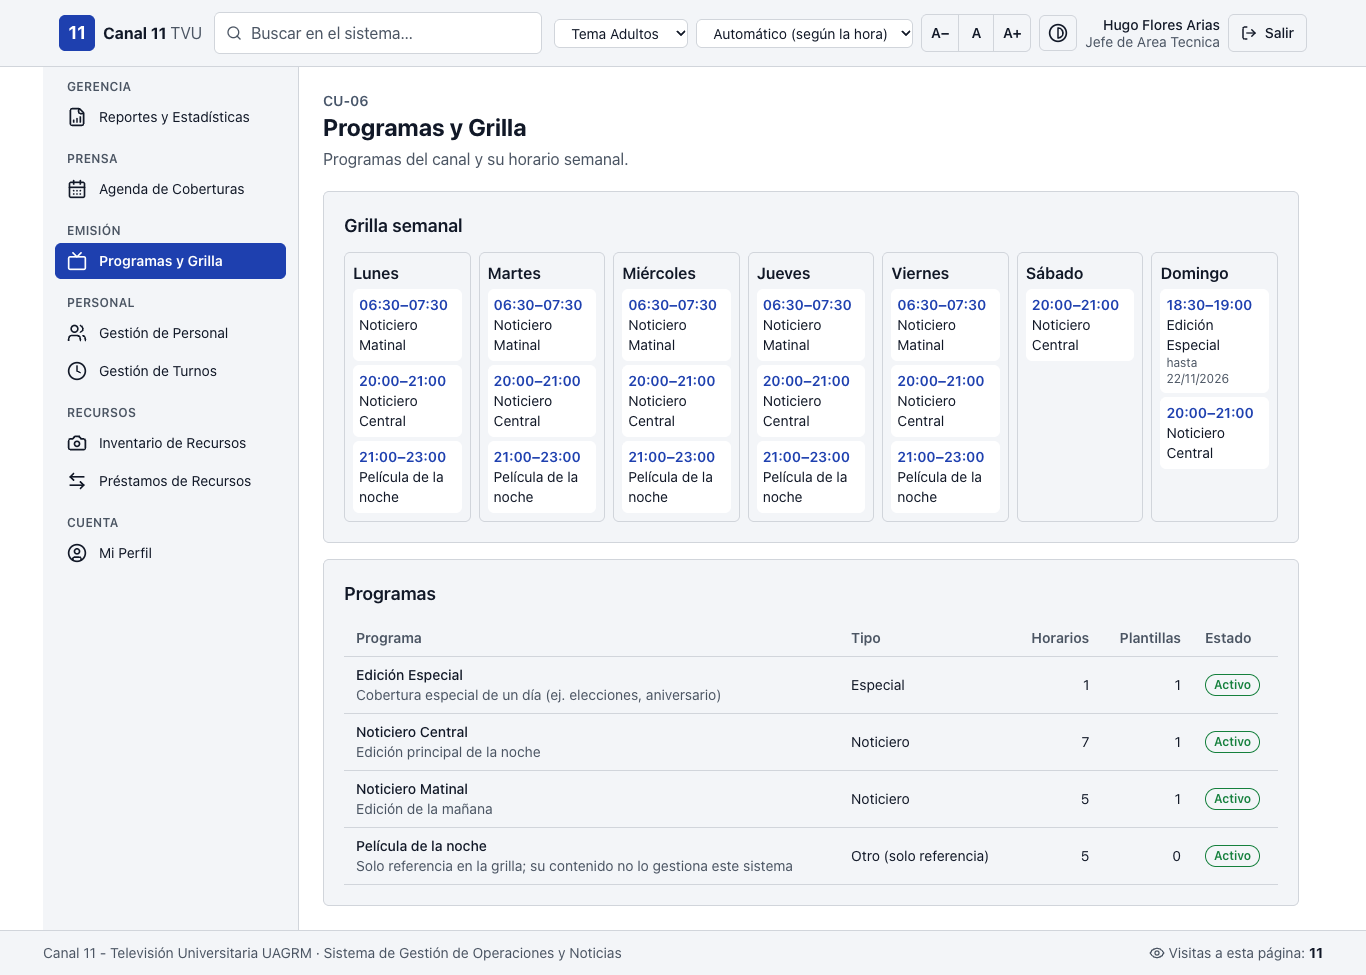 11 Canal 11 TVU
Buscar en el sistema...
Tema Adultos
Automático (según la hora)
A−
A
A+
Hugo Flores Arias
Jefe de Area Tecnica
Salir
GERENCIA
Reportes y Estadísticas
PRENSA
Agenda de Coberturas
EMISIÓN
Programas y Grilla
PERSONAL
Gestión de Personal
Gestión de Turnos
RECURSOS
Inventario de Recursos
Préstamos de Recursos
CUENTA
Mi Perfil
CU-06
Programas y Grilla
Programas del canal y su horario semanal.
Grilla semanal
Lunes
06:30–07:30
Noticiero
Matinal
20:00–21:00
Noticiero
Central
21:00–23:00
Película de la
noche
Martes
06:30–07:30
Noticiero
Matinal
20:00–21:00
Noticiero
Central
21:00–23:00
Película de la
noche
Miércoles
06:30–07:30
Noticiero
Matinal
20:00–21:00
Noticiero
Central
21:00–23:00
Película de la
noche
Jueves
06:30–07:30
Noticiero
Matinal
20:00–21:00
Noticiero
Central
21:00–23:00
Película de la
noche
Viernes
06:30–07:30
Noticiero
Matinal
20:00–21:00
Noticiero
Central
21:00–23:00
Película de la
noche
Sábado
20:00–21:00
Noticiero
Central
Domingo
18:30–19:00
Edición
Especial
hasta
22/11/2026
20:00–21:00
Noticiero
Central
Programas
Programa Tipo Horarios Plantillas Estado
Edición Especial
Cobertura especial de un día (ej. elecciones, aniversario)
Especial 1 1 Activo
Noticiero Central
Edición principal de la noche
Noticiero 7 1 Activo
Noticiero Matinal
Edición de la mañana
Noticiero 5 1 Activo
Película de la noche
Solo referencia en la grilla; su contenido no lo gestiona este sistema
Otro (solo referencia) 5 0 Activo
Canal 11 - Televisión Universitaria UAGRM · Sistema de Gestión de Operaciones y Noticias
Visitas a esta página: 11